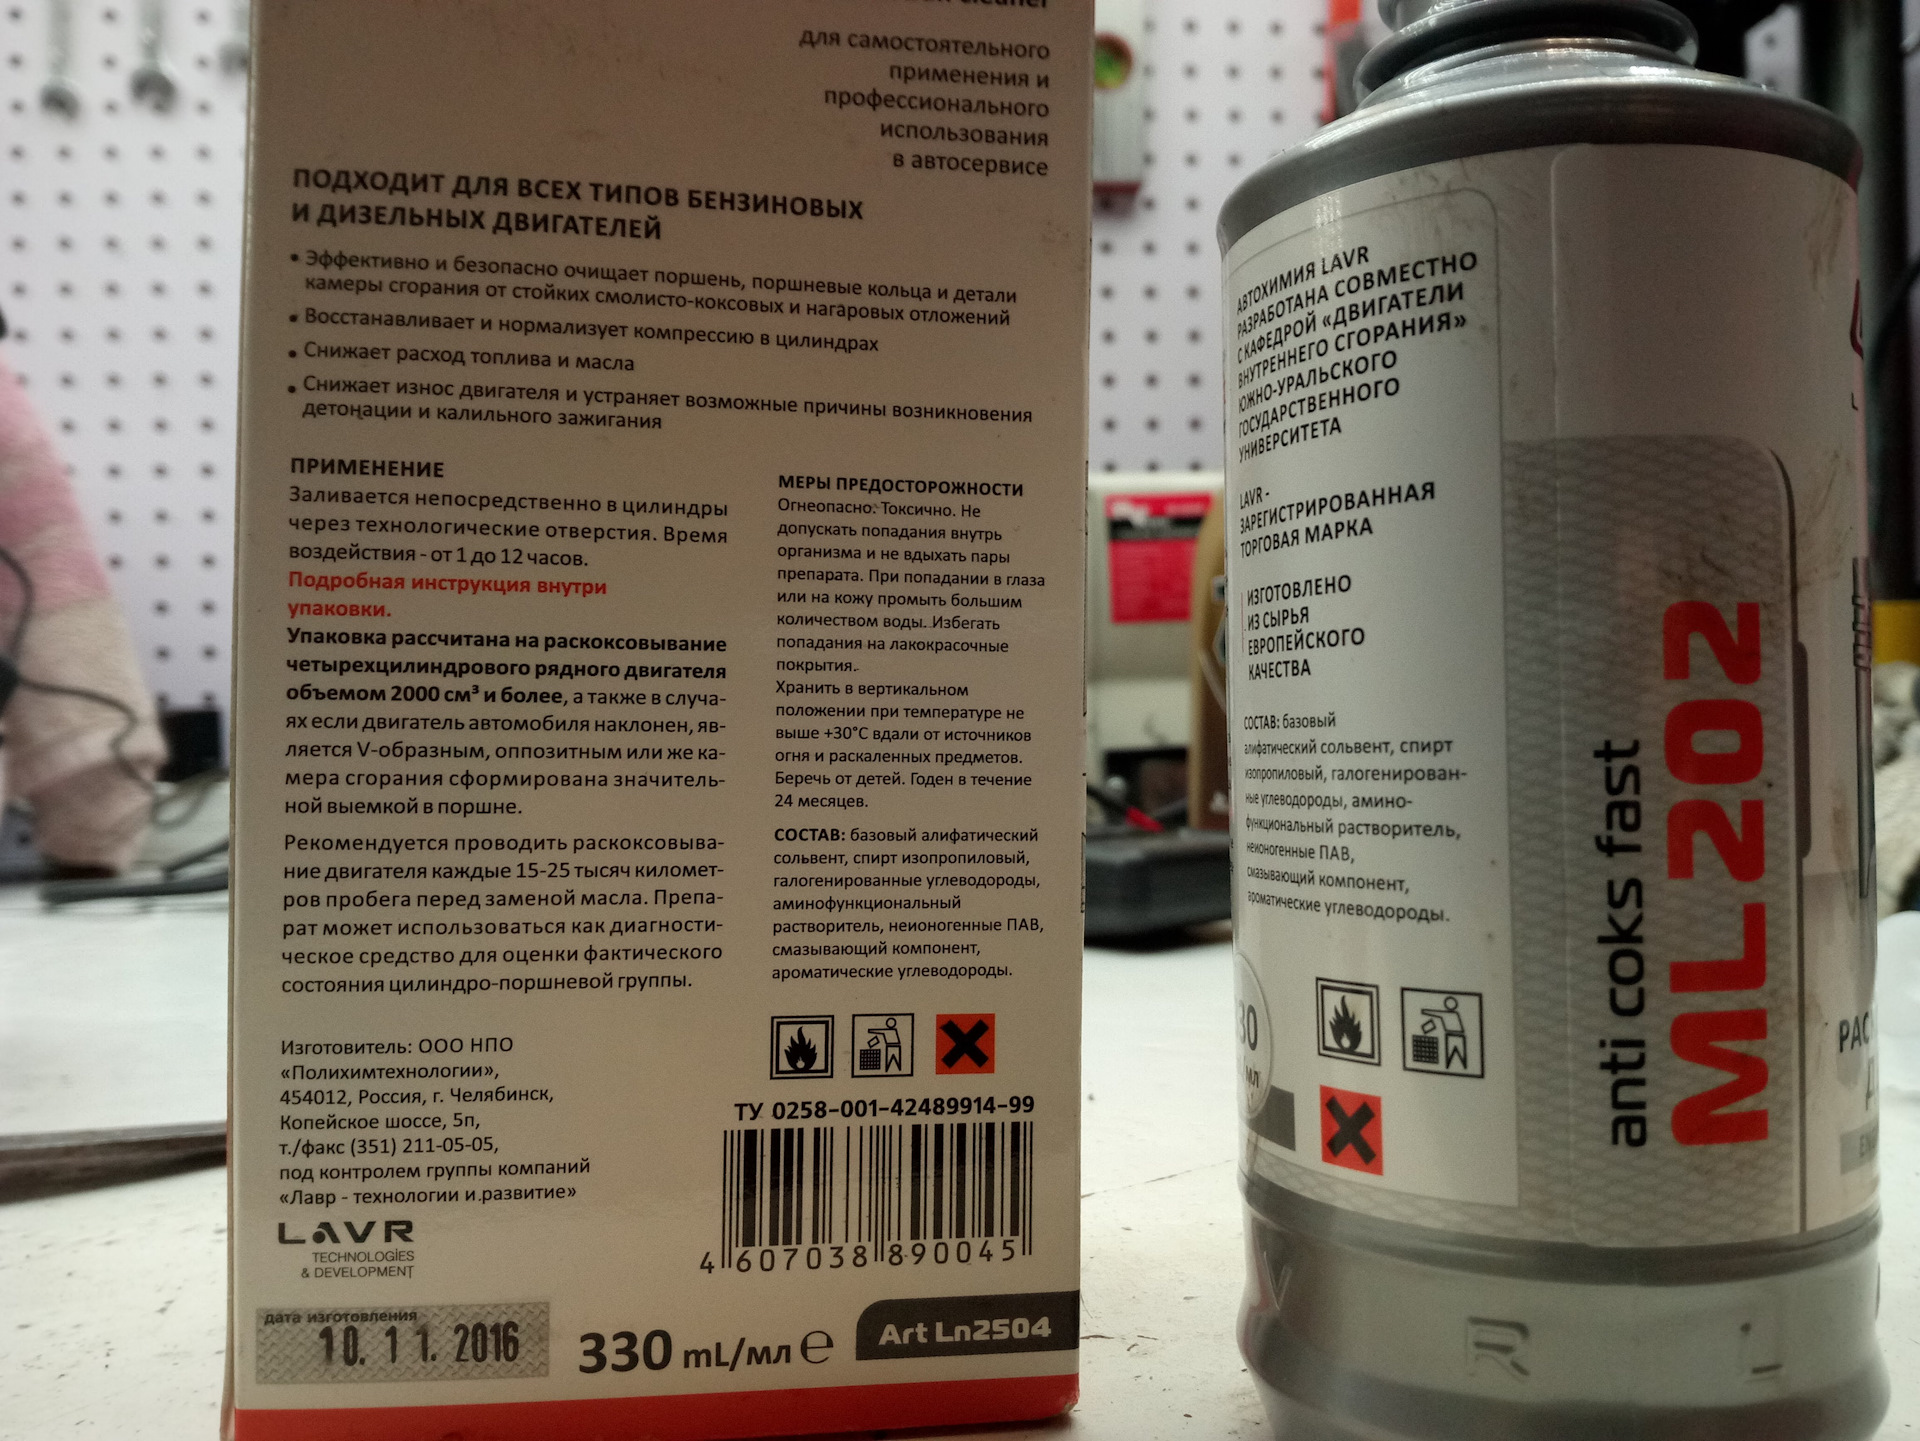 cleaner
для самостоятельного
применения и
профессионального
использования
в автосервисе
ПОДХОДИТ ДЛЯ ВСЕХ ТИПОВ БЕНЗИНОВЫХ
И ДИЗЕЛЬНЫХ ДВИГАТЕЛЕЙ
• Эффективно и безопасно очищает поршень, поршневые кольца и детали
камеры сгорания от стойких смолисто-коксовых и нагаровых отложений
• Восстанавливает и нормализует компрессию в цилиндрах
• Снижает расход топлива и масла
• Снижает износ двигателя и устраняет возможные причины возникновения
детонации и калильного зажигания
ПРИМЕНЕНИЕ
Заливается непосредственно в цилиндры
через технологические отверстия. Время
воздействия - от 1 до 12 часов.
Подробная инструкция внутри
упаковки.
Упаковка рассчитана на раскоксовывание
четырехцилиндрового рядного двигателя
объемом 2000 см³ и более, а также в случа-
ях если двигатель автомобиля наклонен, яв-
ляется V-образным, оппозитным или же ка-
мера сгорания сформирована значитель-
ной выемкой в поршне.
Рекомендуется проводить раскоксовыва-
ние двигателя каждые 15-25 тысяч километ-
ров пробега перед заменой масла. Препа-
рат может использоваться как диагности-
ческое средство для оценки фактического
состояния цилиндро-поршневой группы.
Изготовитель: ООО НПО
«Полихимтехнологии»,
454012, Россия, г. Челябинск,
Копейское шоссе, 5п,
т./факс (351) 211-05-05,
под контролем группы компаний
«Лавр - технологии и развитие»
LAVR
TECHNOLOGIES
& DEVELOPMENT
дата изготовления
10. 11. 2016
МЕРЫ ПРЕДОСТОРОЖНОСТИ
Огнеопасно. Токсично. Не
допускать попадания внутрь
организма и не вдыхать пары
препарата. При попадании в глаза
или на кожу промыть большим
количеством воды. Избегать
попадания на лакокрасочные
покрытия.
Хранить в вертикальном
положении при температуре не
выше +30°С вдали от источников
огня и раскаленных предметов.
Беречь от детей. Годен в течение
24 месяцев.
СОСТАВ: базовый алифатический
сольвент, спирт изопропиловый,
галогенированные углеводороды,
аминофункциональный
растворитель, неионогенные ПАВ,
смазывающий компонент,
ароматические углеводороды.
ТУ 0258-001-42489914-99
4 607038 890045
330 mL/мл e
Art Ln2504
АВТОХИМИЯ LAVR
РАЗРАБОТАНА СОВМЕСТНО
С КАФЕДРОЙ «ДВИГАТЕЛИ
ВНУТРЕННЕГО СГОРАНИЯ»
ЮЖНО-УРАЛЬСКОГО
ГОСУДАРСТВЕННОГО
УНИВЕРСИТЕТА
LAVR -
ЗАРЕГИСТРИРОВАННАЯ
ТОРГОВАЯ МАРКА
ИЗГОТОВЛЕНО
ИЗ СЫРЬЯ
ЕВРОПЕЙСКОГО
КАЧЕСТВА
СОСТАВ: базовый
алифатический сольвент, спирт
изопропиловый, галогенирован-
ные углеводороды, амино-
функциональный растворитель,
неионогенные ПАВ,
смазывающий компонент,
ароматические углеводороды.
30
мл
anti coks fast
ML202
РАС